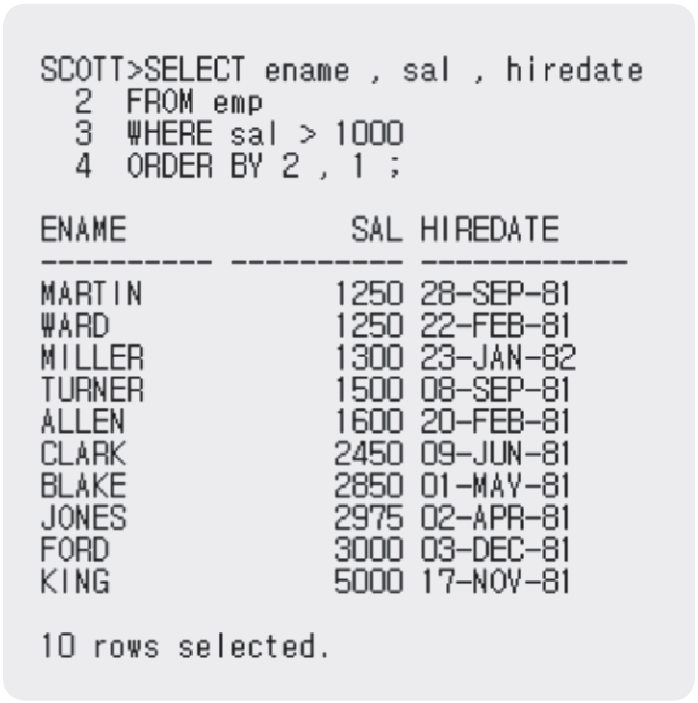 SCOTT>SELECT ename , sal , hiredate
2 FROM emp
3 WHERE sal > 1000
4 ORDER BY 2 , 1 ;
ENAME SAL HIREDATE
---------- ---------- ------------
MARTIN 1250 28-SEP-81
WARD 1250 22-FEB-81
MILLER 1300 23-JAN-82
TURNER 1500 08-SEP-81
ALLEN 1600 20-FEB-81
CLARK 2450 09-JUN-81
BLAKE 2850 01-MAY-81
JONES 2975 02-APR-81
FORD 3000 03-DEC-81
KING 5000 17-NOV-81
10 rows selected.